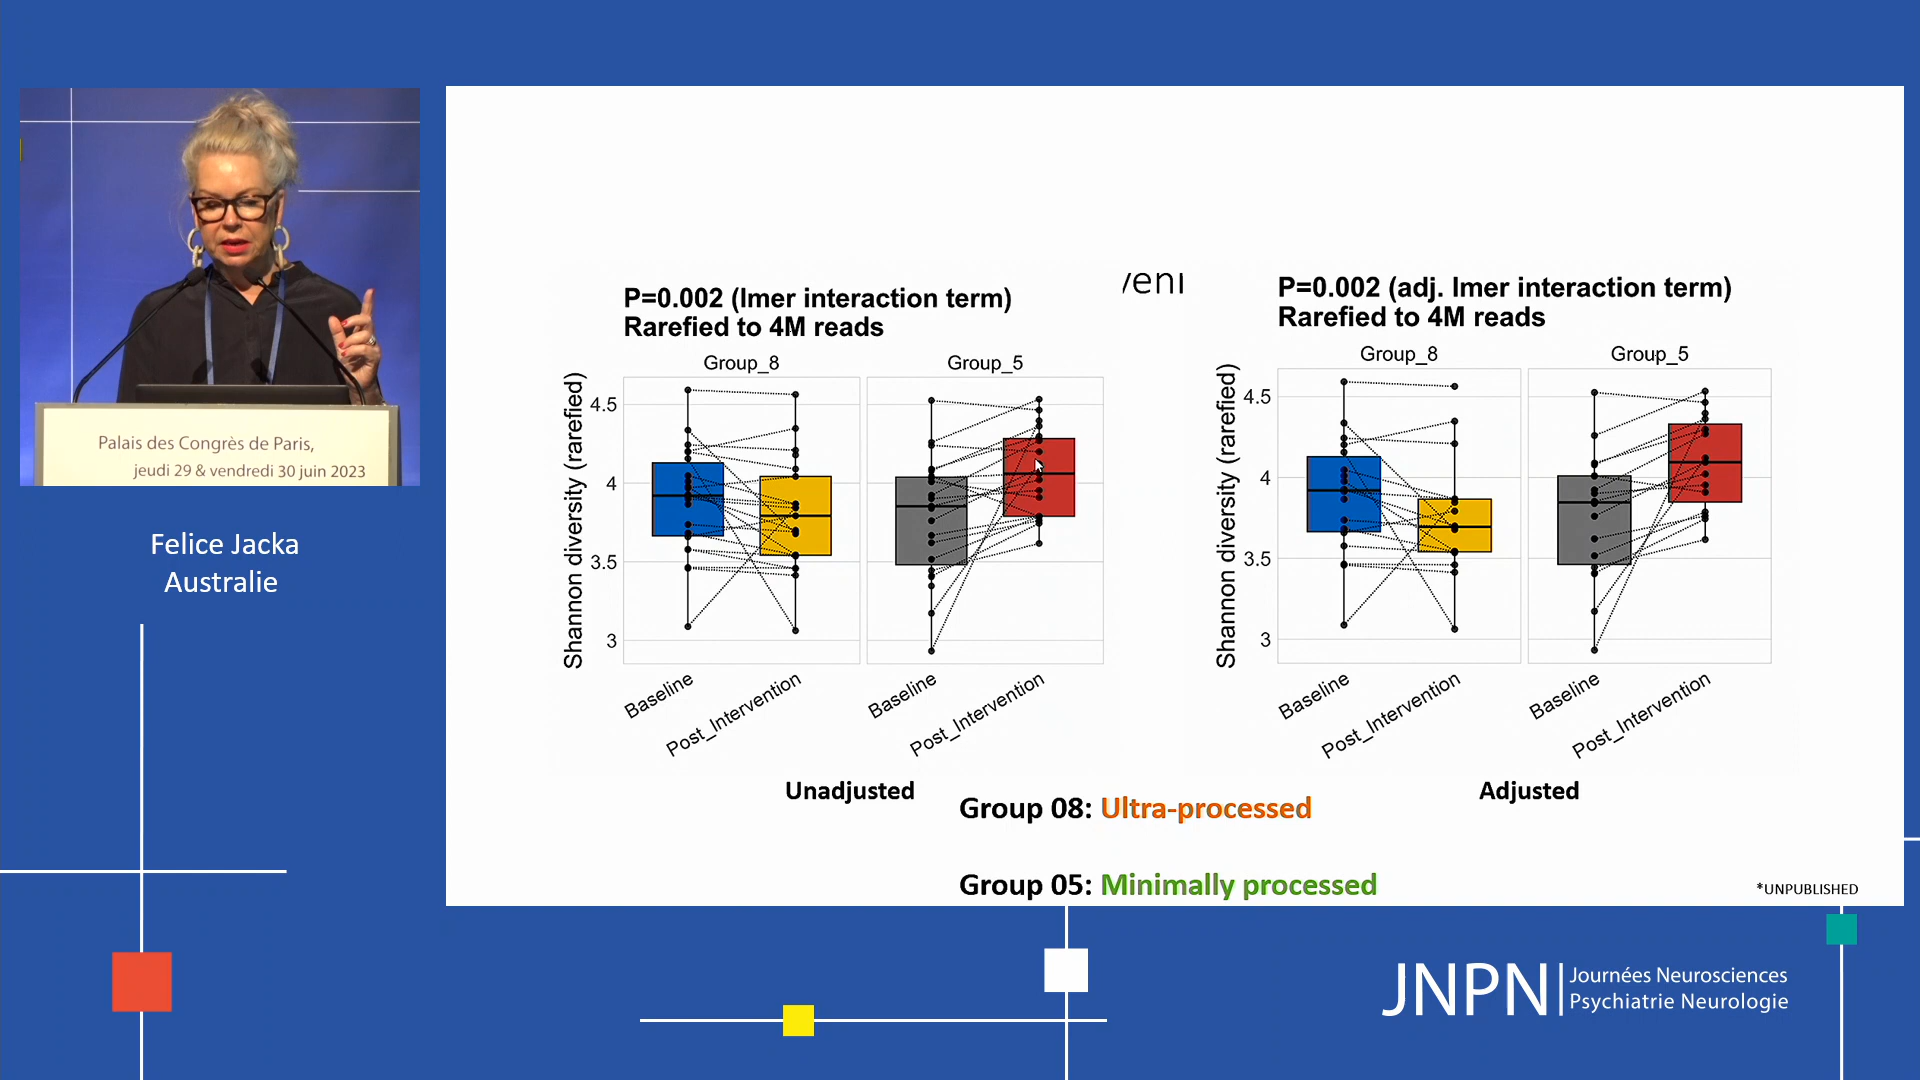 Palais des Congrès de Paris,
jeudi 29 & vendredi 30 juin 2023
Felice Jacka
Australie
P=0.002 (lmer interaction term)
Rarefied to 4M reads
Group_8
Group_5
Shannon diversity (rarefied)
4.5
4
3.5
3
Baseline
Post_Intervention
Baseline
Post_Intervention
Unadjusted
P=0.002 (adj. lmer interaction term)
Rarefied to 4M reads
Group_8
Group_5
Shannon diversity (rarefied)
4.5
4
3.5
3
Baseline
Post_Intervention
Baseline
Post_Intervention
Adjusted
Group 08: Ultra-processed
Group 05: Minimally processed
*UNPUBLISHED
JNPN
Journées Neurosciences
Psychiatrie Neurologie